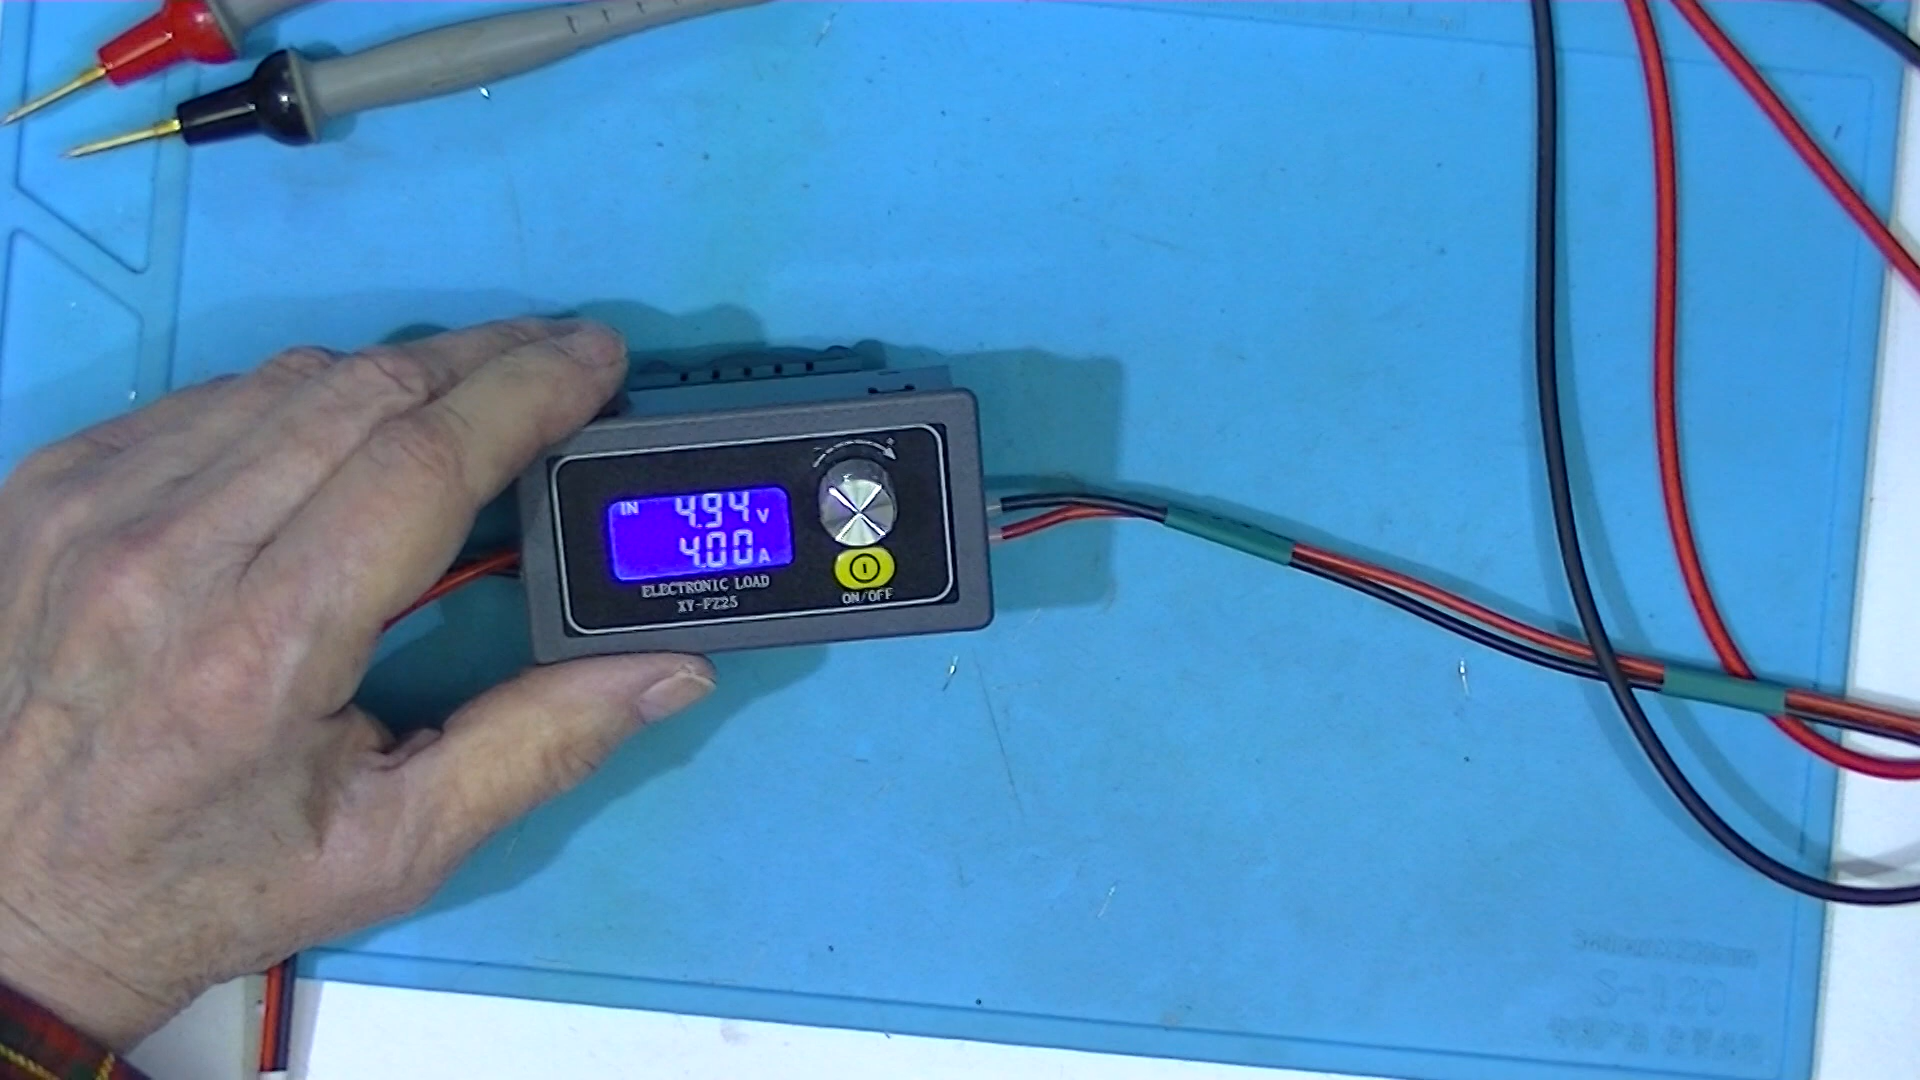 IN 4.94 V
4.00 A
ELECTRONIC LOAD
XY-FZ25
ON/OFF
S-120